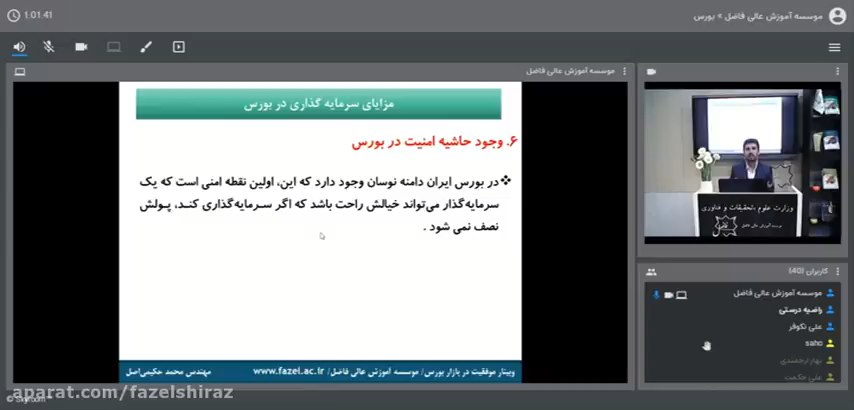 1:01:41
موسسه آموزش عالی فاضل » بورس
موسسه آموزش عالی فاضل
مزایای سرمایه گذاری در بورس
۶. وجود حاشیه امنیت در بورس
در بورس ایران دامنه نوسان وجود دارد که این، اولین نقطه امنی است که یک
سرمایه‌گذار می‌تواند خیالش راحت باشد که اگر سرمایه‌گذاری کند، پولش
نصف نمی شود .
وبینار موفقیت در بازار بورس/ موسسه آموزش عالی فاضل/ www.fazel.ac.ir
مهندس محمد حکیمی‌اصل
وزارت علوم ،تحقیقات و فناوری
کاربران (40)
موسسه آموزش عالی فاضل
راضیه درستی
علی نکوفر
saho
بهناز ارجمندی
علی حکمت
aparat.com/fazelshiraz